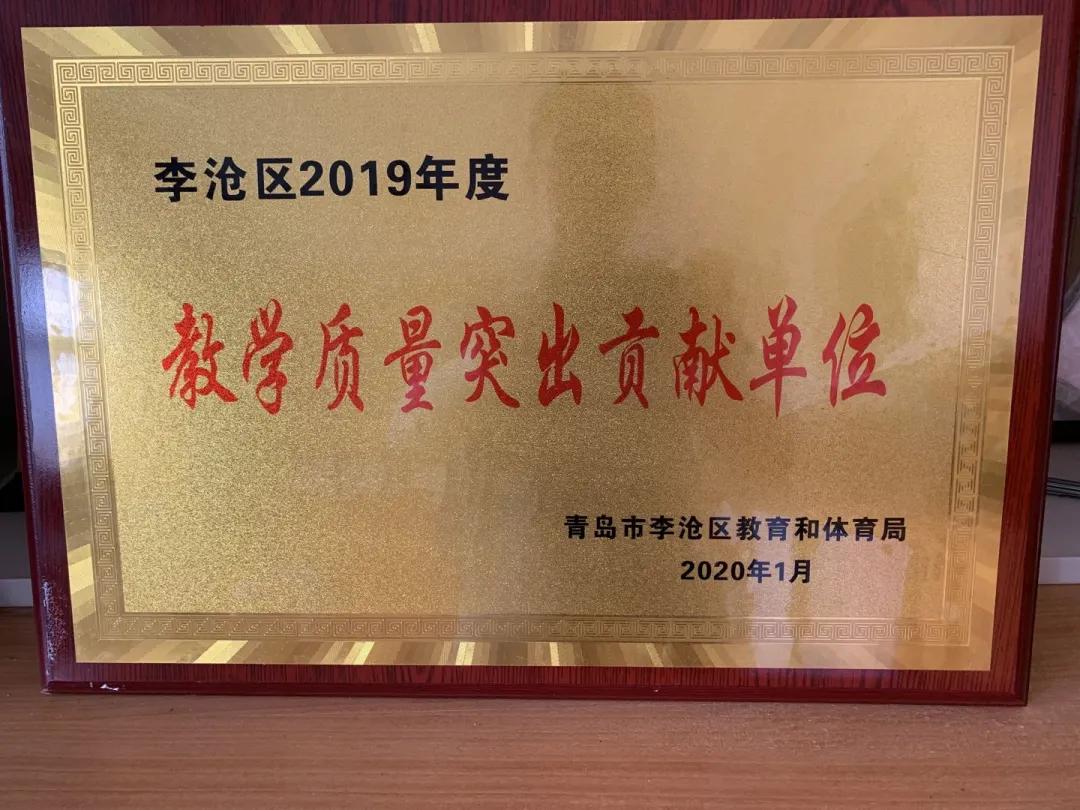 李沧区2019年度
教学质量突出贡献单位
青岛市李沧区教育和体育局
2020年1月